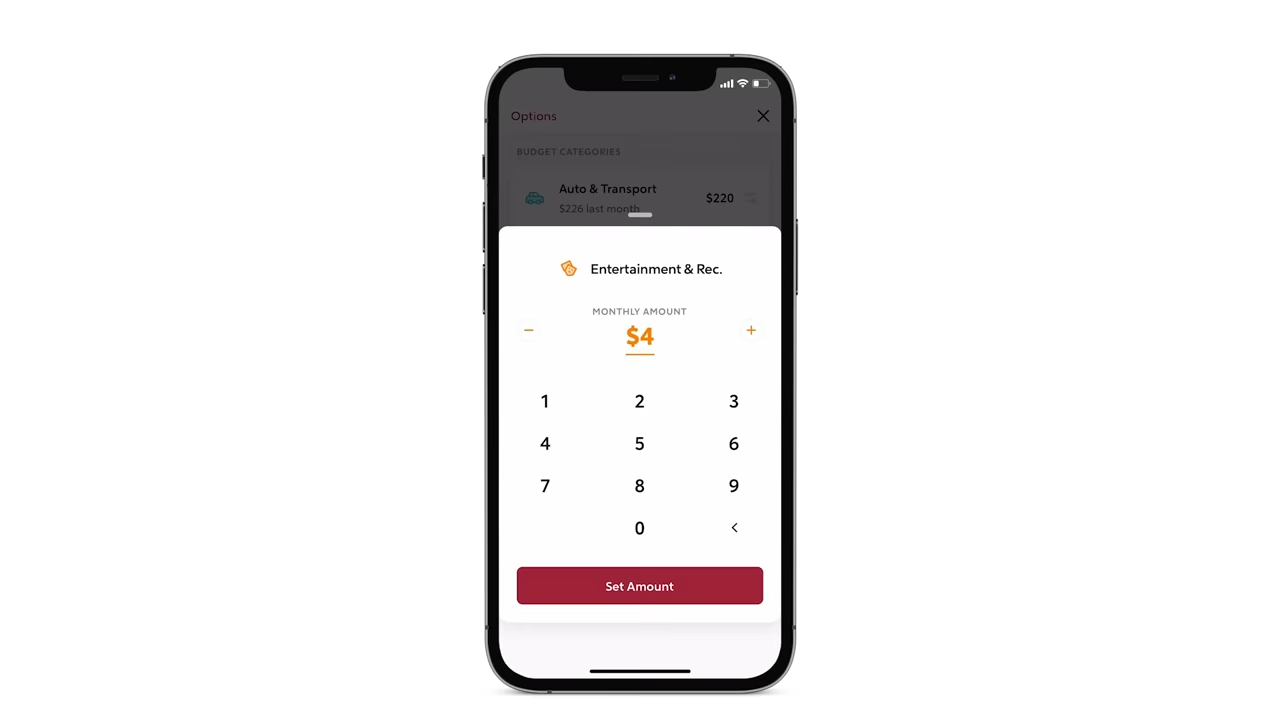 Options
BUDGET CATEGORIES
Auto & Transport
$226 last month
$220
Entertainment & Rec.
MONTHLY AMOUNT
$4
1 2 3
4 5 6
7 8 9
0
Set Amount